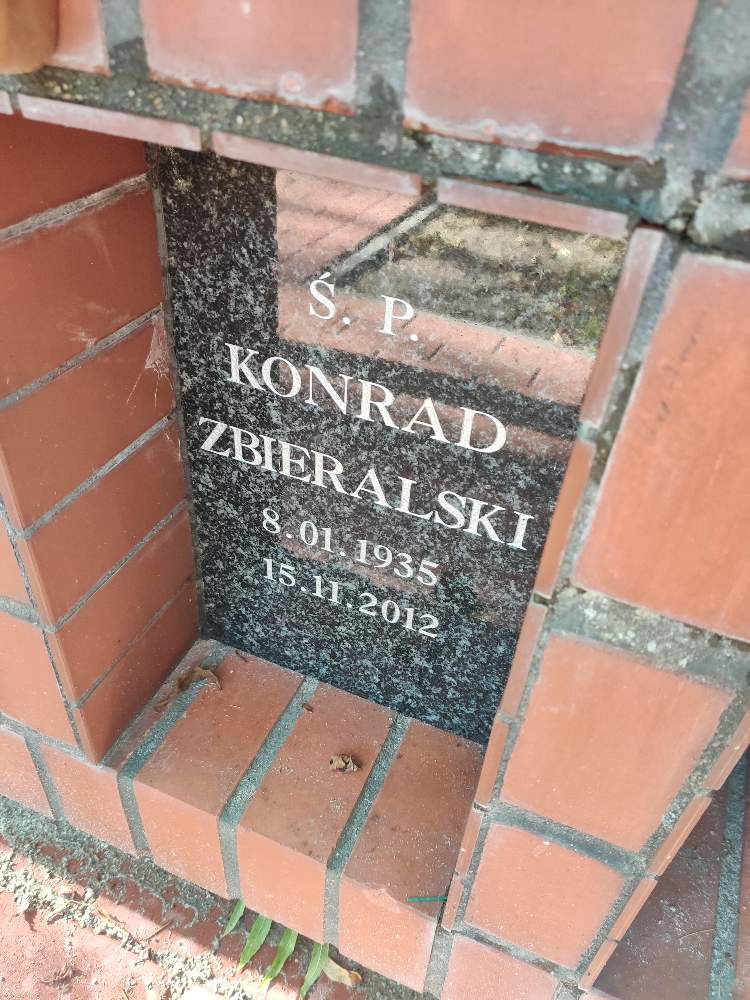 Ś. P.
KONRAD
ZBIERALSKI
8.01.1935
15.11.2012